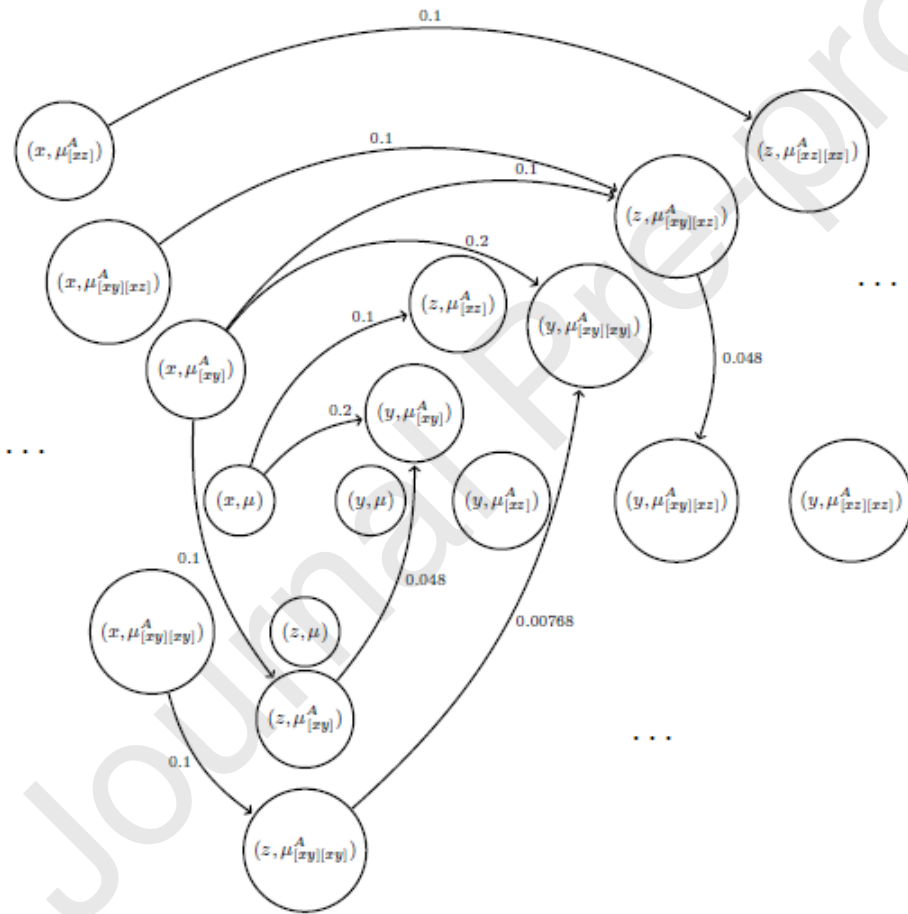 0.1
(x, μ^A_[xz])
(z, μ^A_[xz][xz])
0.1
0.1
(z, μ^A_[xy][xz])
(x, μ^A_[xy][xz])
0.2
(z, μ^A_[xz])
. . .
0.1
(y, μ^A_[xy][xy])
(x, μ^A_[xy])
0.048
0.2
(y, μ^A_[xy])
. . .
(x, μ)
(y, μ)
(y, μ^A_[xz])
(y, μ^A_[xy][xz])
(y, μ^A_[xz][xz])
0.1
0.048
0.00768
(x, μ^A_[xy][xy])
(z, μ)
(z, μ^A_[xy])
. . .
0.1
(z, μ^A_[xy][xy])
Journal Pre-pro